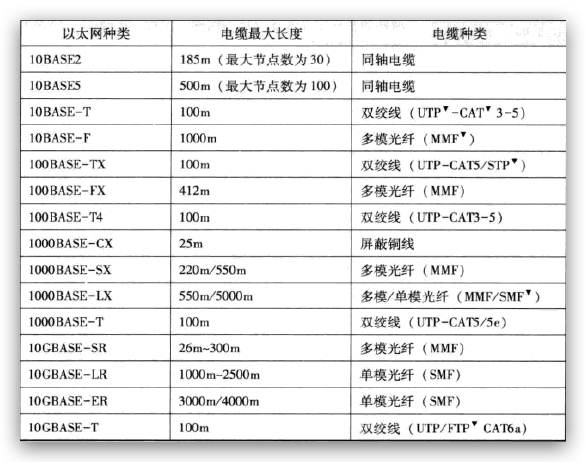 以太网种类 电缆最大长度 电缆种类
10BASE2 185m（最大节点数为30） 同轴电缆
10BASE5 500m（最大节点数为100） 同轴电缆
10BASE-T 100m 双绞线（UTP▼-CAT▼ 3-5）
10BASE-F 1000m 多模光纤（MMF▼）
100BASE-TX 100m 双绞线（UTP-CAT5/STP▼）
100BASE-FX 412m 多模光纤（MMF）
100BASE-T4 100m 双绞线（UTP-CAT3-5）
1000BASE-CX 25m 屏蔽铜线
1000BASE-SX 220m/550m 多模光纤（MMF）
1000BASE-LX 550m/5000m 多模/单模光纤（MMF/SMF▼）
1000BASE-T 100m 双绞线（UTP-CAT5/5e）
10GBASE-SR 26m~300m 多模光纤（MMF）
10GBASE-LR 1000m~2500m 单模光纤（SMF）
10GBASE-ER 3000m/4000m 单模光纤（SMF）
10GBASE-T 100m 双绞线（UTP/FTP▼ CAT6a）